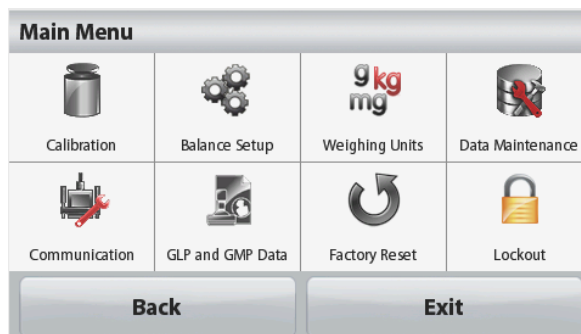 Main Menu
g kg
mg
Calibration
Balance Setup
Weighing Units
Data Maintenance
Communication
GLP and GMP Data
Factory Reset
Lockout
Back
Exit